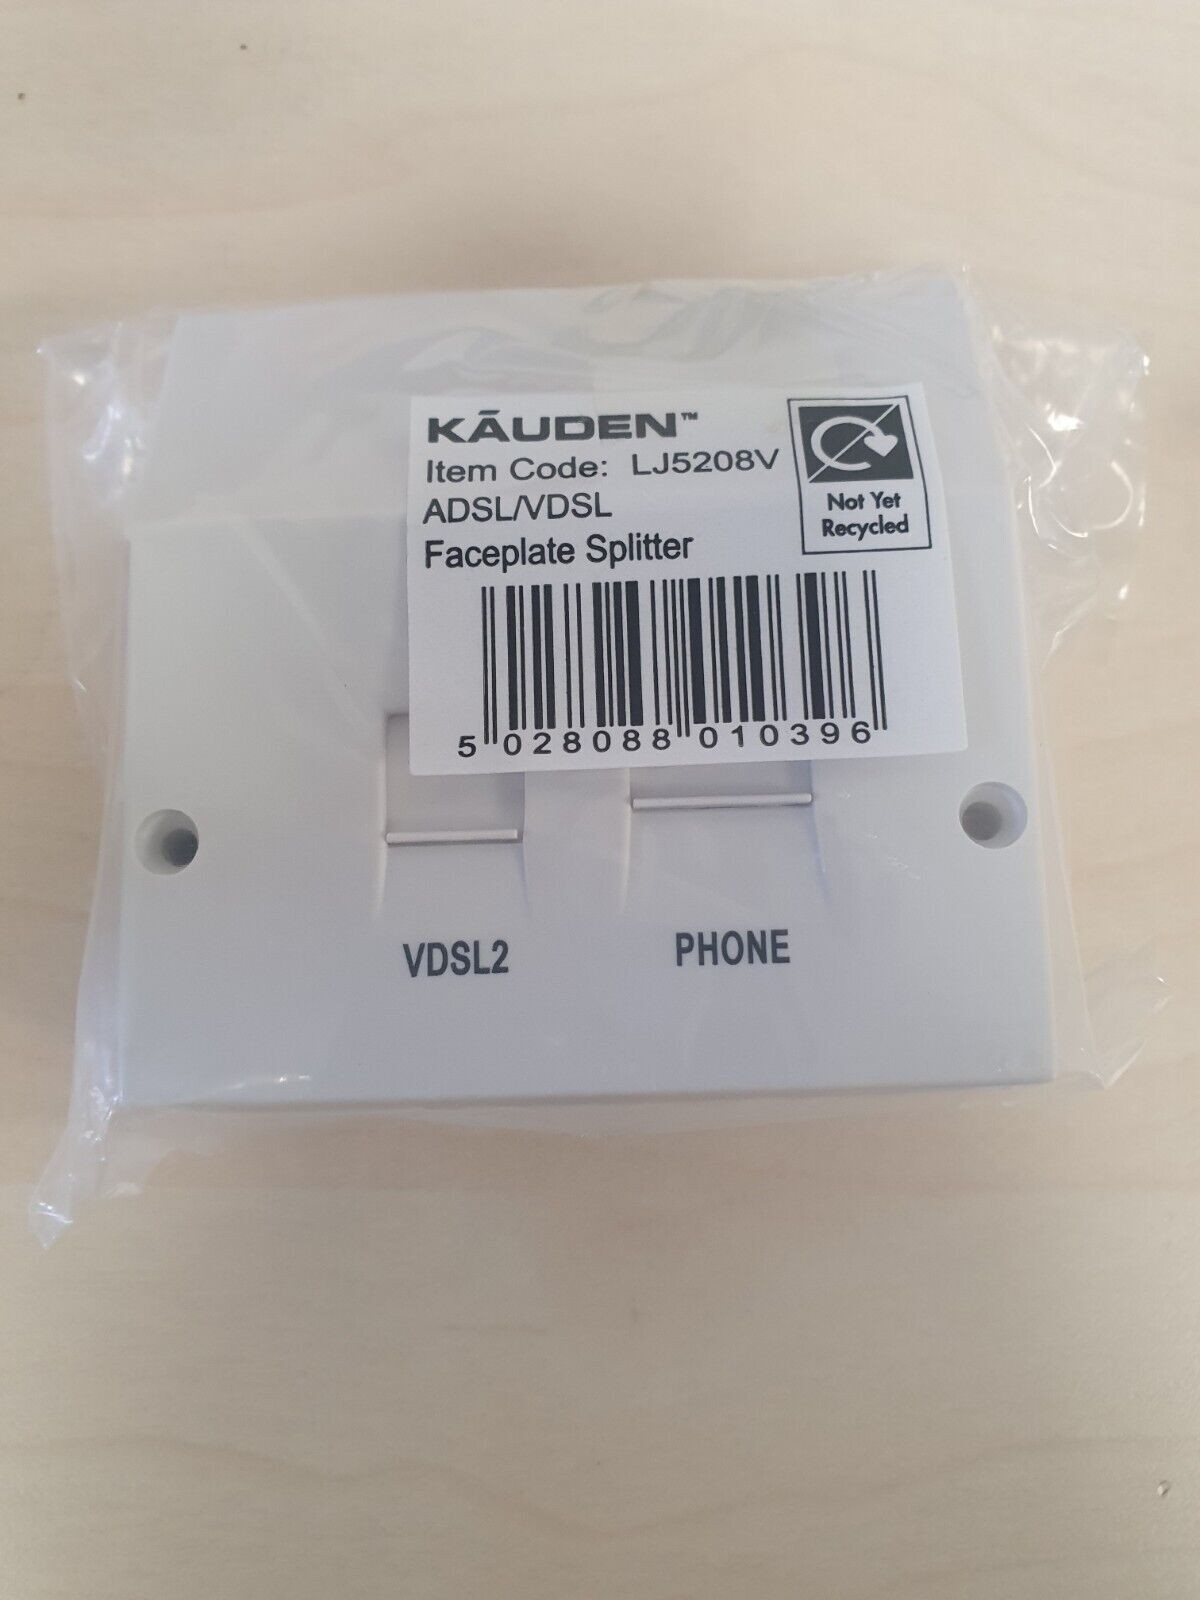 KĀUDEN™
Item Code: LJ5208V
ADSL/VDSL
Faceplate Splitter
Not Yet
Recycled
5 028088 010396
VDSL2
PHONE